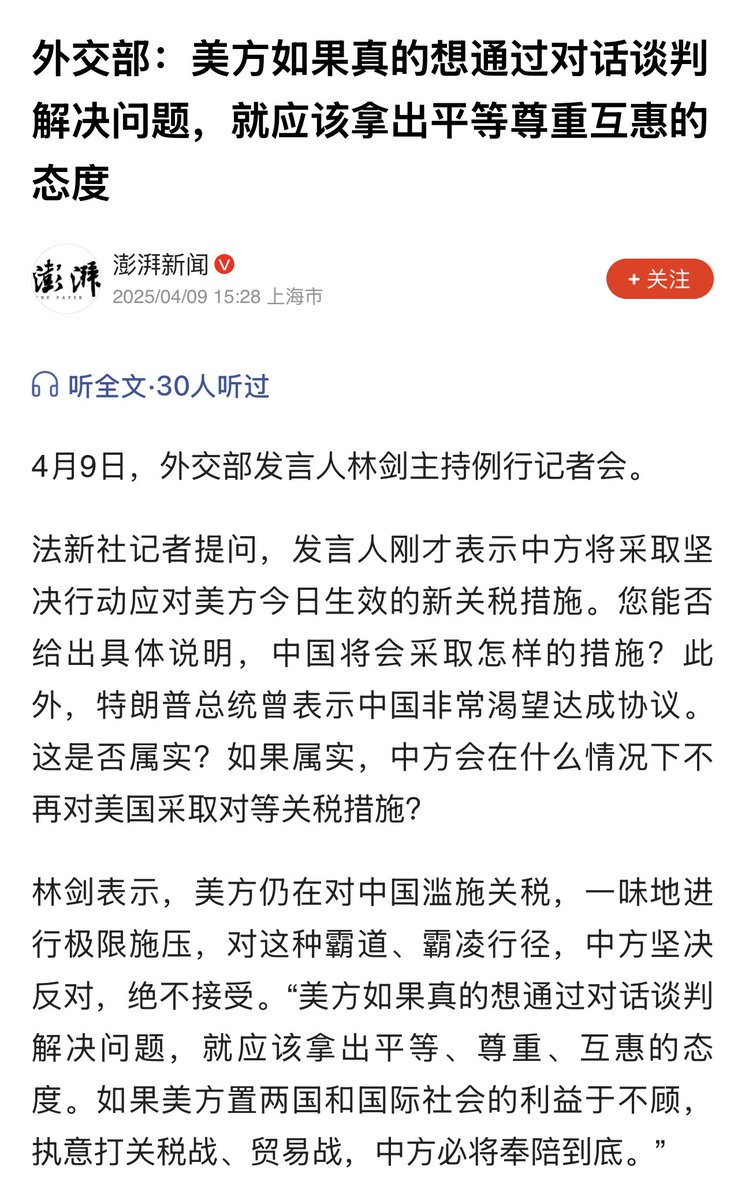 外交部：美方如果真的想通过对话谈判
解决问题，就应该拿出平等尊重互惠的
态度
澎湃
THE PAPER
澎湃新闻 V
2025/04/09 15:28 上海市
+ 关注
听全文·30人听过
4月9日，外交部发言人林剑主持例行记者会。
法新社记者提问，发言人刚才表示中方将采取坚
决行动应对美方今日生效的新关税措施。您能否
给出具体说明，中国将会采取怎样的措施？此
外，特朗普总统曾表示中国非常渴望达成协议。
这是否属实？如果属实，中方会在什么情况下不
再对美国采取对等关税措施？
林剑表示，美方仍在对中国滥施关税，一味地进
行极限施压，对这种霸道、霸凌行径，中方坚决
反对，绝不接受。“美方如果真的想通过对话谈判
解决问题，就应该拿出平等、尊重、互惠的态
度。如果美方置两国和国际社会的利益于不顾，
执意打关税战、贸易战，中方必将奉陪到底。”